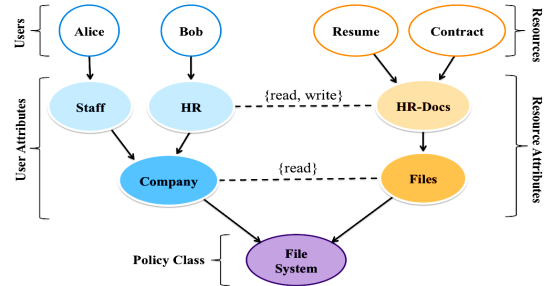 Users
Alice
Bob
Resume
Contract
Resources
User Attributes
Staff
HR
{read, write}
HR-Docs
Resource Attributes
Company
{read}
Files
Policy Class
File
System